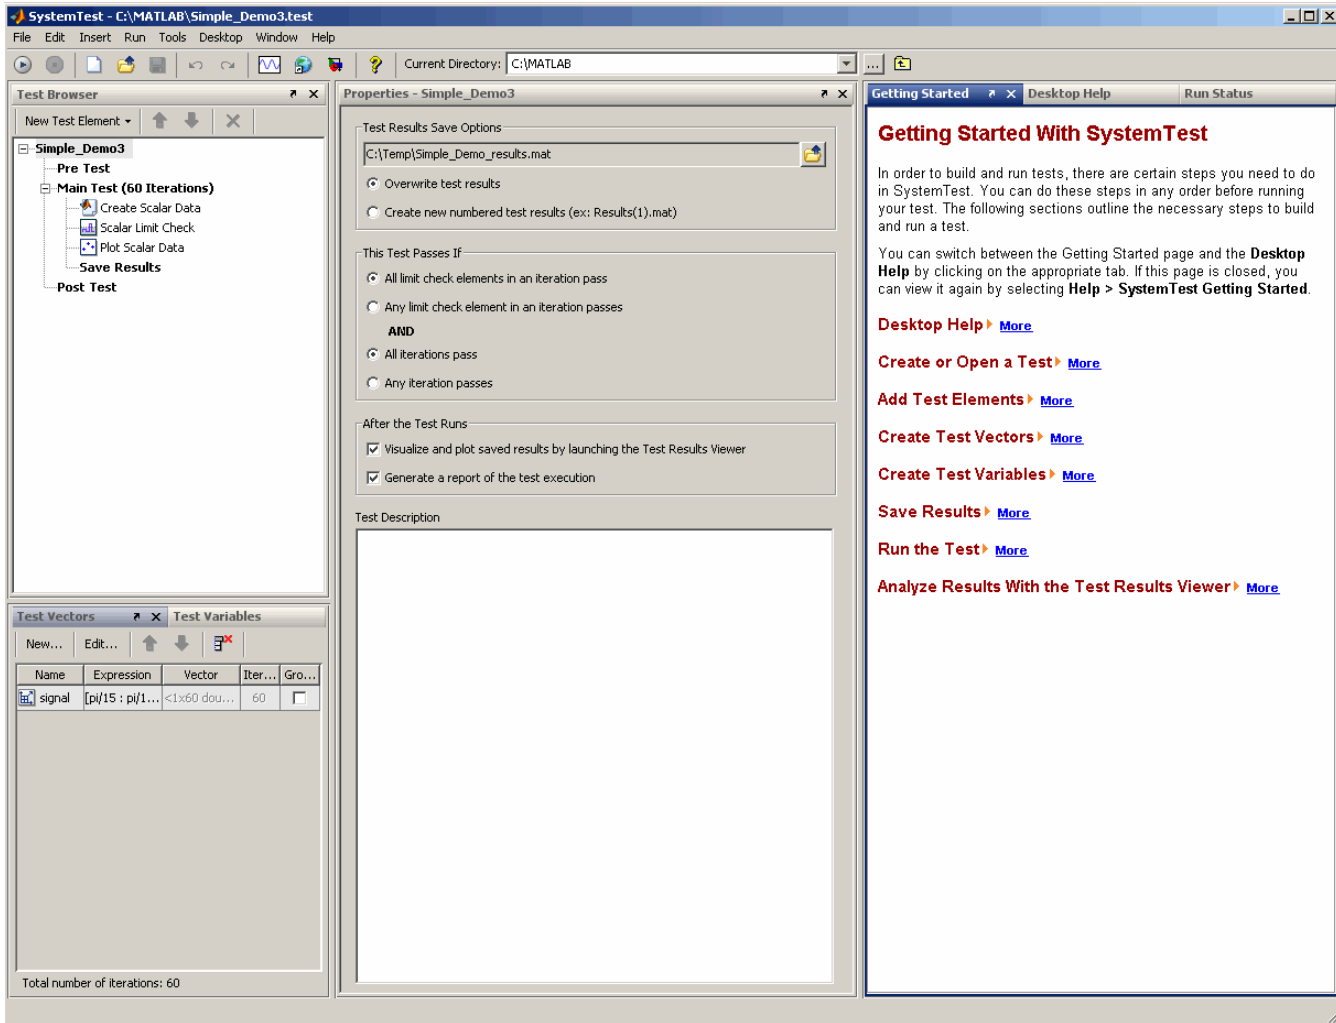 SystemTest - C:\MATLAB\Simple_Demo3.test
File Edit Insert Run Tools Desktop Window Help
Current Directory: C:\MATLAB
...
Test Browser
New Test Element
Simple_Demo3
Pre Test
Main Test (60 Iterations)
Create Scalar Data
Scalar Limit Check
Plot Scalar Data
Save Results
Post Test
Test Vectors Test Variables
New... Edit...
Name Expression Vector Iter... Gro...
signal [pi/15 : pi/1... <1x60 dou... 60
Total number of iterations: 60
Properties - Simple_Demo3
Test Results Save Options
C:\Temp\Simple_Demo_results.mat
Overwrite test results
Create new numbered test results (ex: Results(1).mat)
This Test Passes If
All limit check elements in an iteration pass
Any limit check element in an iteration passes
AND
All iterations pass
Any iteration passes
After the Test Runs
Visualize and plot saved results by launching the Test Results Viewer
Generate a report of the test execution
Test Description
Getting Started Desktop Help Run Status
Getting Started With SystemTest
In order to build and run tests, there are certain steps you need to do
in SystemTest. You can do these steps in any order before running
your test. The following sections outline the necessary steps to build
and run a test.
You can switch between the Getting Started page and the Desktop
Help by clicking on the appropriate tab. If this page is closed, you
can view it again by selecting Help > SystemTest Getting Started.
Desktop Help More
Create or Open a Test More
Add Test Elements More
Create Test Vectors More
Create Test Variables More
Save Results More
Run the Test More
Analyze Results With the Test Results Viewer More